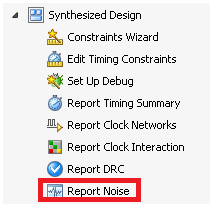 Synthesized Design
Constraints Wizard
Edit Timing Constraints
Set Up Debug
Report Timing Summary
Report Clock Networks
Report Clock Interaction
Report DRC
Report Noise